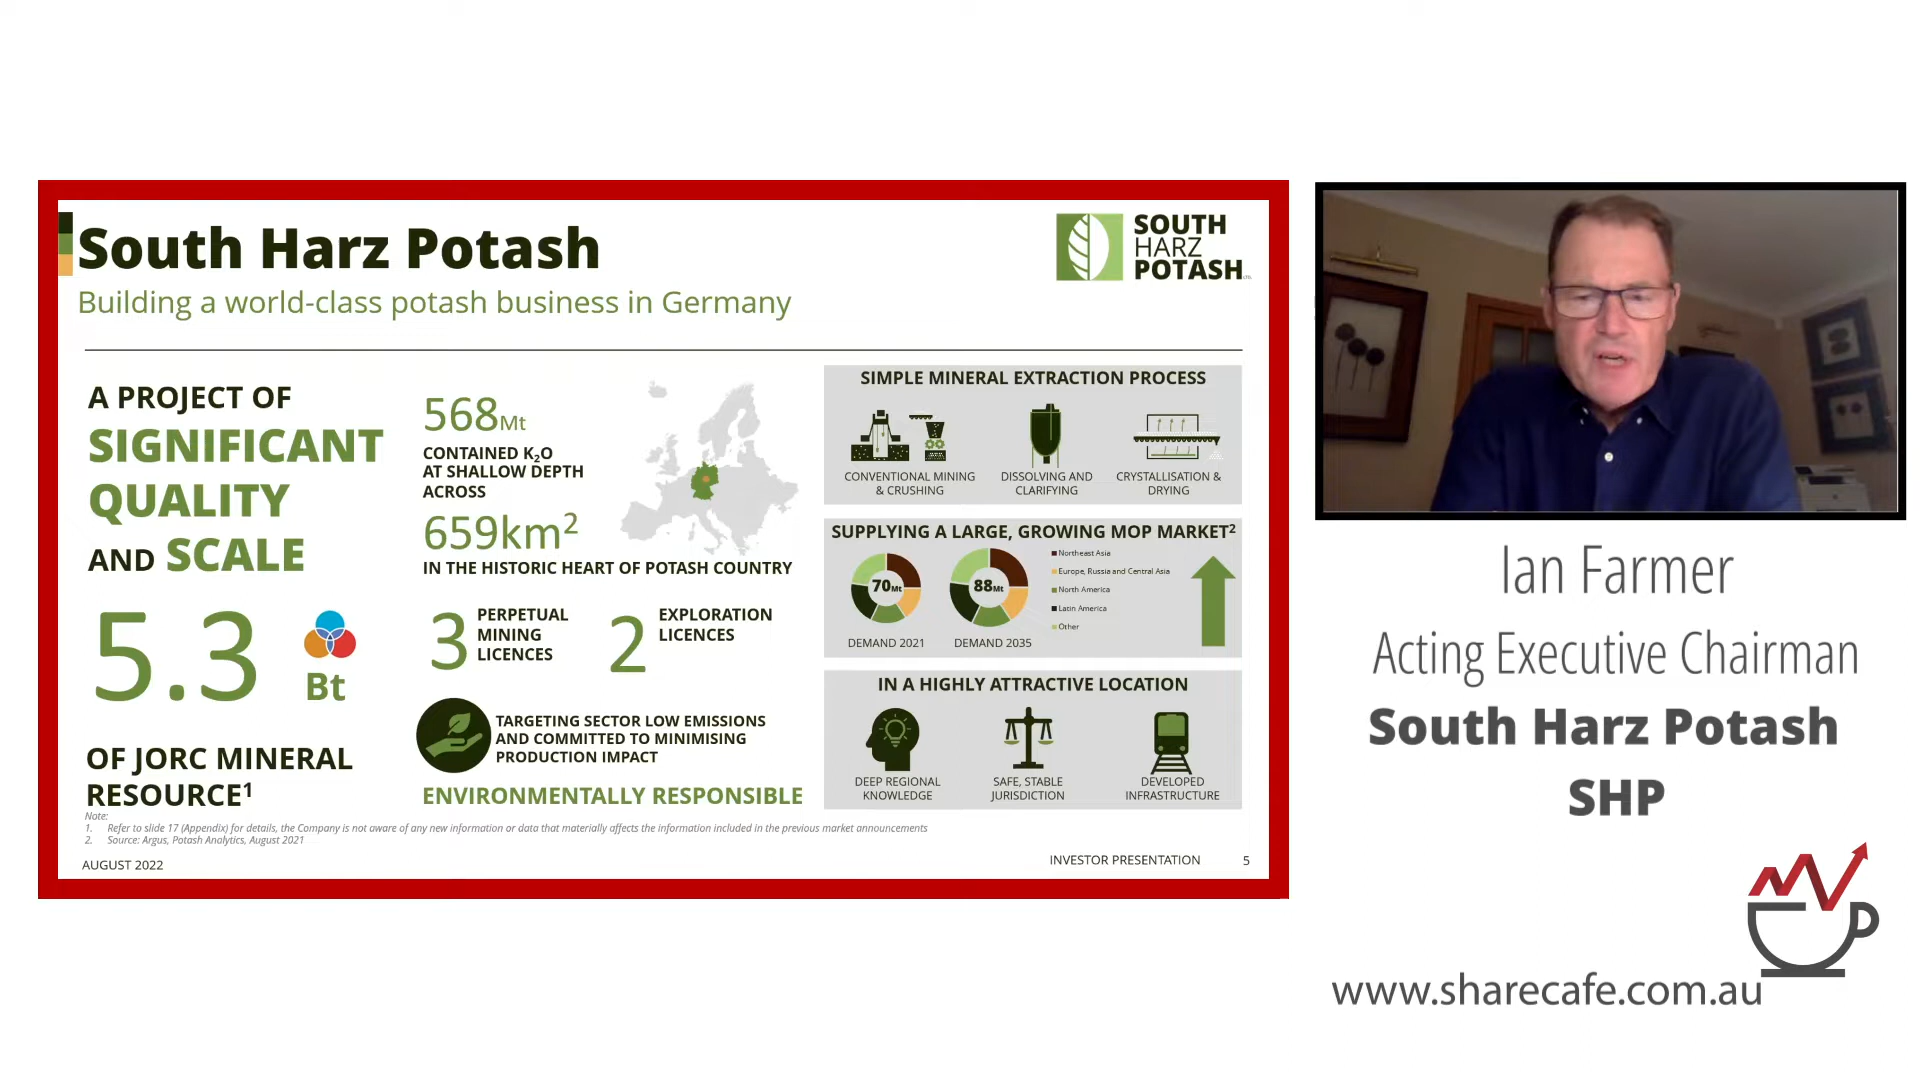 South Harz Potash
Building a world-class potash business in Germany
SOUTH
HARZ
POTASH
A PROJECT OF
SIGNIFICANT
QUALITY
AND SCALE
5.3
Bt
OF JORC MINERAL
RESOURCE¹
568Mt
CONTAINED K₂O
AT SHALLOW DEPTH
ACROSS
659km²
IN THE HISTORIC HEART OF POTASH COUNTRY
3
PERPETUAL
MINING
LICENCES
2
EXPLORATION
LICENCES
TARGETING SECTOR LOW EMISSIONS
AND COMMITTED TO MINIMISING
PRODUCTION IMPACT
ENVIRONMENTALLY RESPONSIBLE
SIMPLE MINERAL EXTRACTION PROCESS
CONVENTIONAL MINING
& CRUSHING
DISSOLVING AND
CLARIFYING
CRYSTALLISATION &
DRYING
SUPPLYING A LARGE, GROWING MOP MARKET²
70Mt
DEMAND 2021
88Mt
DEMAND 2035
Northeast Asia
Europe, Russia and Central Asia
North America
Latin America
Other
IN A HIGHLY ATTRACTIVE LOCATION
DEEP REGIONAL
KNOWLEDGE
SAFE, STABLE
JURISDICTION
DEVELOPED
INFRASTRUCTURE
Note:
1. Refer to slide 17 (Appendix) for details, the Company is not aware of any new information or data that materially affects the information included in the previous market announcements
2. Source: Argus, Potash Analytics, August 2021
AUGUST 2022
INVESTOR PRESENTATION 5
Ian Farmer
Acting Executive Chairman
South Harz Potash
SHP
www.sharecafe.com.au